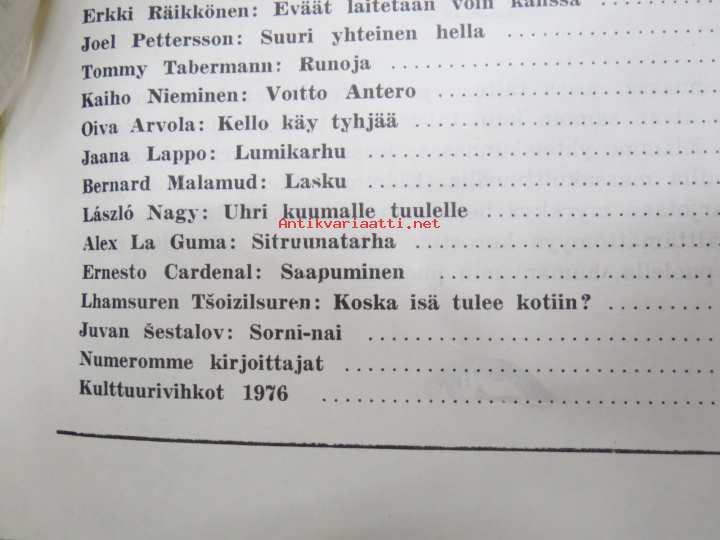 Erkki Räikkönen: Eväät laitetaan voin kanssa
Joel Pettersson: Suuri yhteinen hella
Tommy Tabermann: Runoja
Kaiho Nieminen: Voitto Antero
Oiva Arvola: Kello käy tyhjää
Jaana Lappo: Lumikarhu
Bernard Malamud: Lasku
László Nagy: Uhri kuumalle tuulelle
Antikvariaatti.net
Alex La Guma: Sitruunatarha
Ernesto Cardenal: Saapuminen
Lhamsuren Tšoizilsuren: Koska isä tulee kotiin?
Juvan Šestalov: Sorni-nai
Numeromme kirjoittajat
Kulttuurivihkot 1976